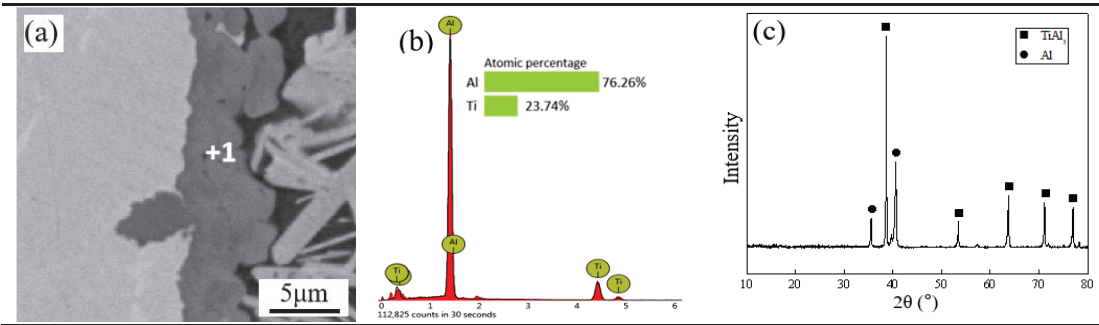 (a)
+1
5μm
(b)
Al
Atomic percentage
Al 76.26%
Ti 23.74%
Al
Ti
Ti
Ti
0 1 2 3 4 5 6
112,825 counts in 30 seconds
(c)
TiAl₃
Al
Intensity
10 20 30 40 50 60 70 80
2θ (°)